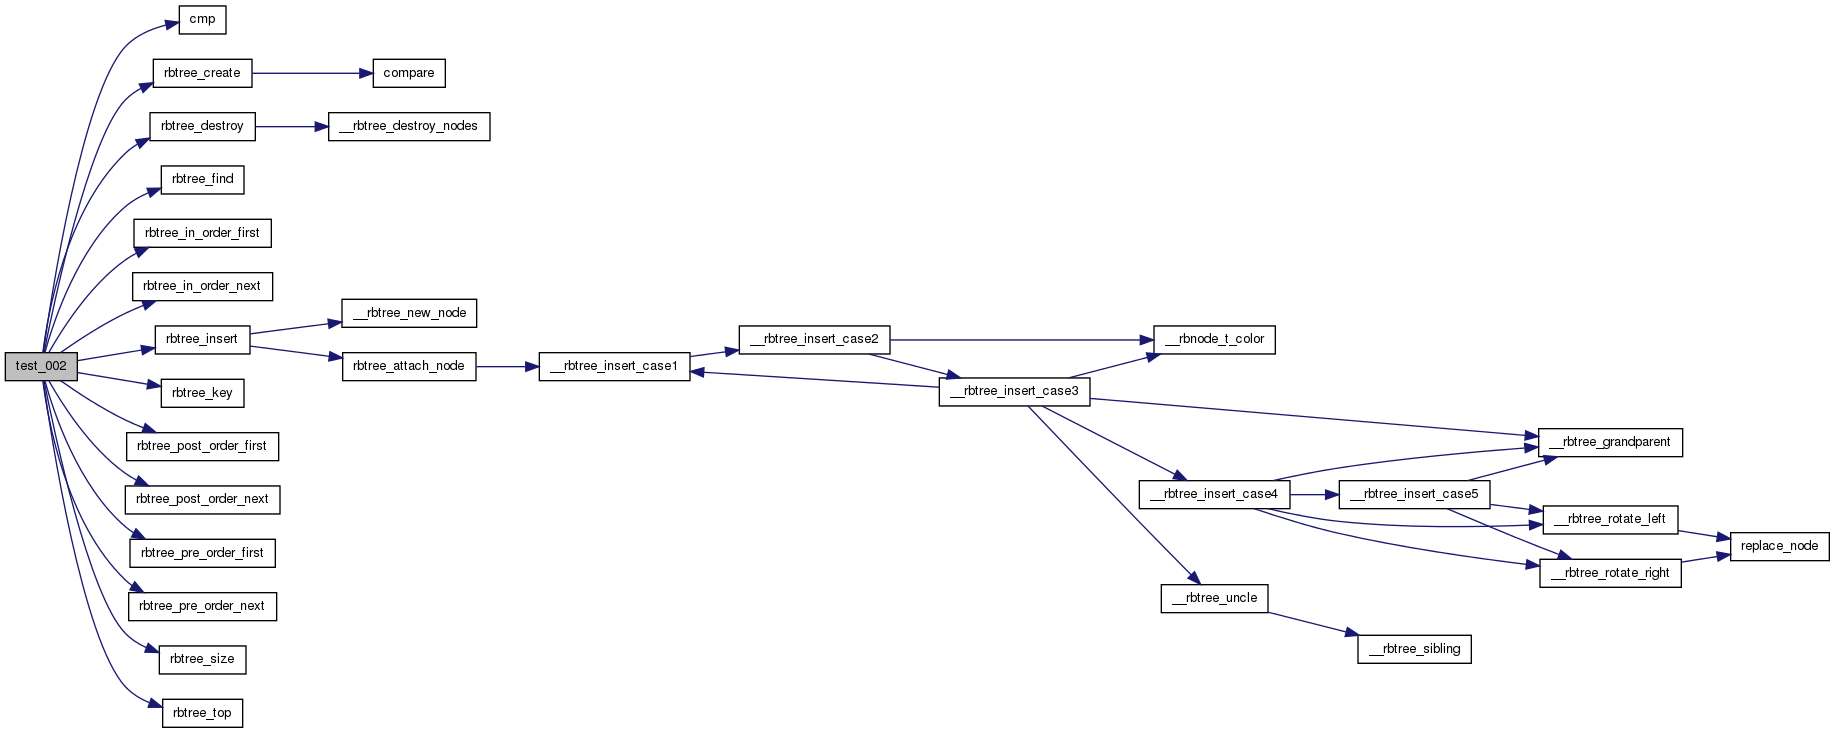 cmp
rbtree_create
compare
rbtree_destroy
__rbtree_destroy_nodes
rbtree_find
rbtree_in_order_first
rbtree_in_order_next
rbtree_insert
__rbtree_new_node
test_002
rbtree_attach_node
__rbtree_insert_case1
__rbtree_insert_case2
__rbnode_t_color
__rbtree_insert_case3
rbtree_key
rbtree_post_order_first
__rbtree_grandparent
rbtree_post_order_next
__rbtree_insert_case4
__rbtree_insert_case5
__rbtree_rotate_left
replace_node
rbtree_pre_order_first
__rbtree_rotate_right
rbtree_pre_order_next
__rbtree_uncle
rbtree_size
__rbtree_sibling
rbtree_top